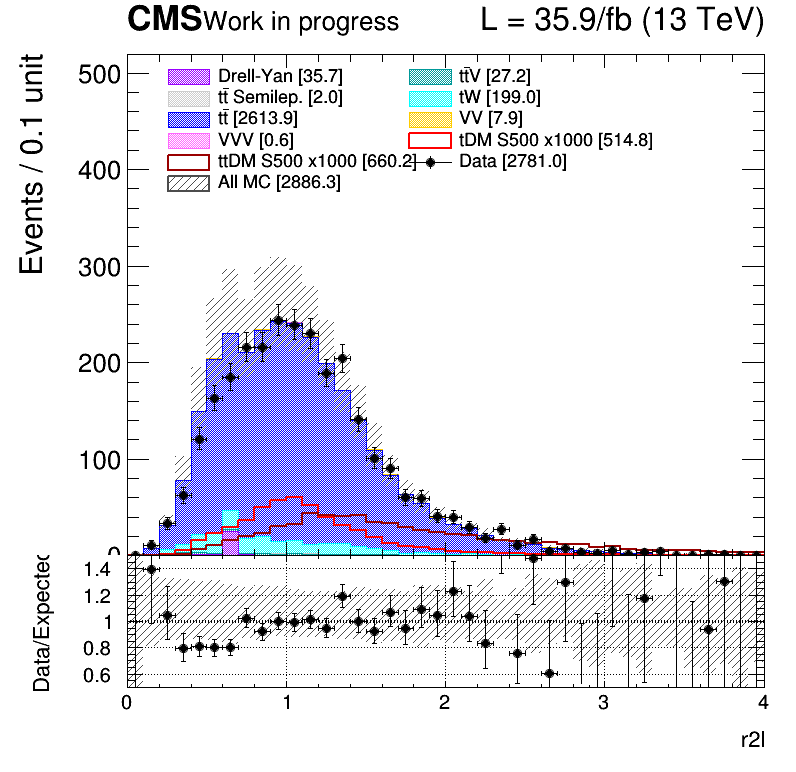 CMS Work in progress L = 35.9/fb (13 TeV)
Events / 0.1 unit
500
400
300
200
100
0
Drell-Yan [35.7]
tt̄V [27.2]
tt̄ Semilep. [2.0]
tW [199.0]
tt̄ [2613.9]
VV [7.9]
VVV [0.6]
tDM S500 x1000 [514.8]
ttDM S500 x1000 [660.2]
Data [2781.0]
All MC [2886.3]
Data/Expected
1.4
1.2
1
0.8
0.6
0 1 2 3 4
r2l